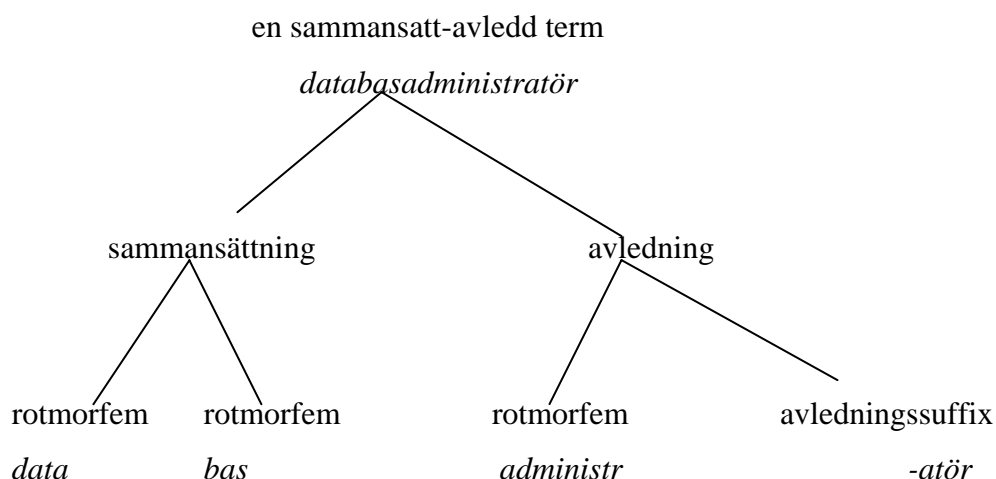 en sammansatt-avledd term
databasadministratör
sammansättning avledning
rotmorfem rotmorfem rotmorfem avledningssuffix
data bas administr -atör